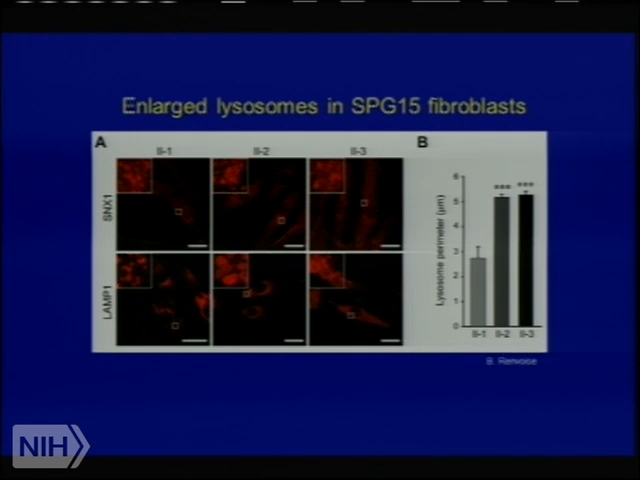 Enlarged lysosomes in SPG15 fibroblasts
A
II-1
II-2
II-3
SNX1
LAMP1
B
Lysosome perimeter (µm)
6
5
4
3
2
1
0
***
***
II-1
II-2
II-3
B. Renvoise
NIH